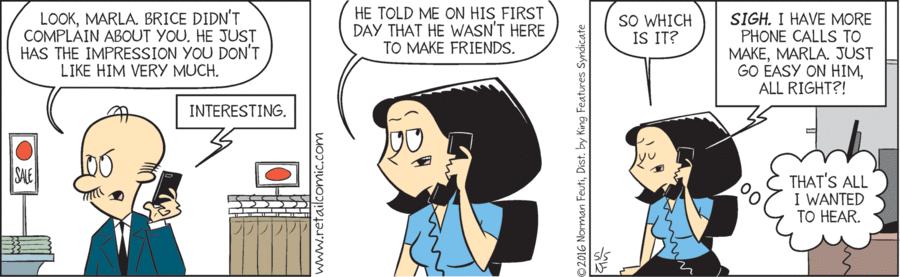 LOOK, MARLA. BRICE DIDN'T
COMPLAIN ABOUT YOU. HE JUST
HAS THE IMPRESSION YOU DON'T
LIKE HIM VERY MUCH.
INTERESTING.
SALE
www.retailcomic.com
HE TOLD ME ON HIS FIRST
DAY THAT HE WASN'T HERE
TO MAKE FRIENDS.
©2016 Norman Feuti, Dist. by King Features Syndicate
SO WHICH
IS IT?
SIGH. I HAVE MORE
PHONE CALLS TO
MAKE, MARLA. JUST
GO EASY ON HIM,
ALL RIGHT?!
THAT'S ALL
I WANTED
TO HEAR.
5/5
NF